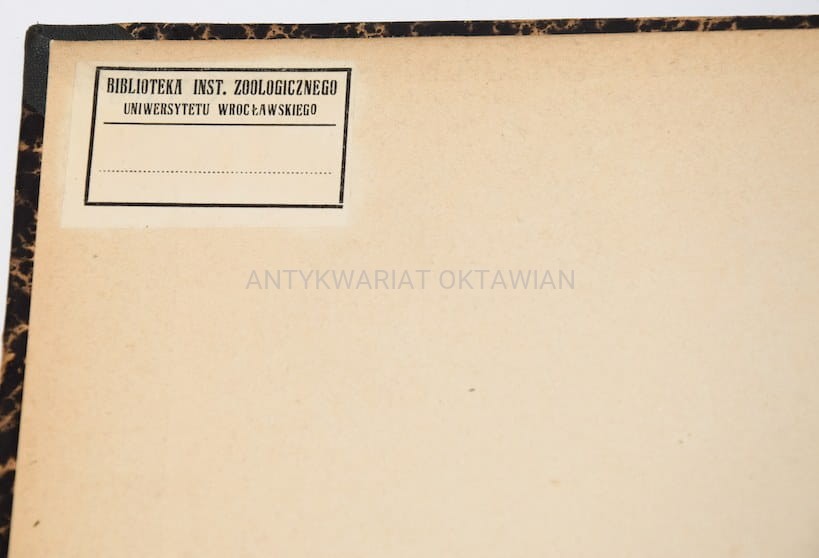 BIBLIOTEKA INST. ZOOLOGICZNEGO
UNIWERSYTETU WROCŁAWSKIEGO
ANTYKWARIAT OKTAWIAN